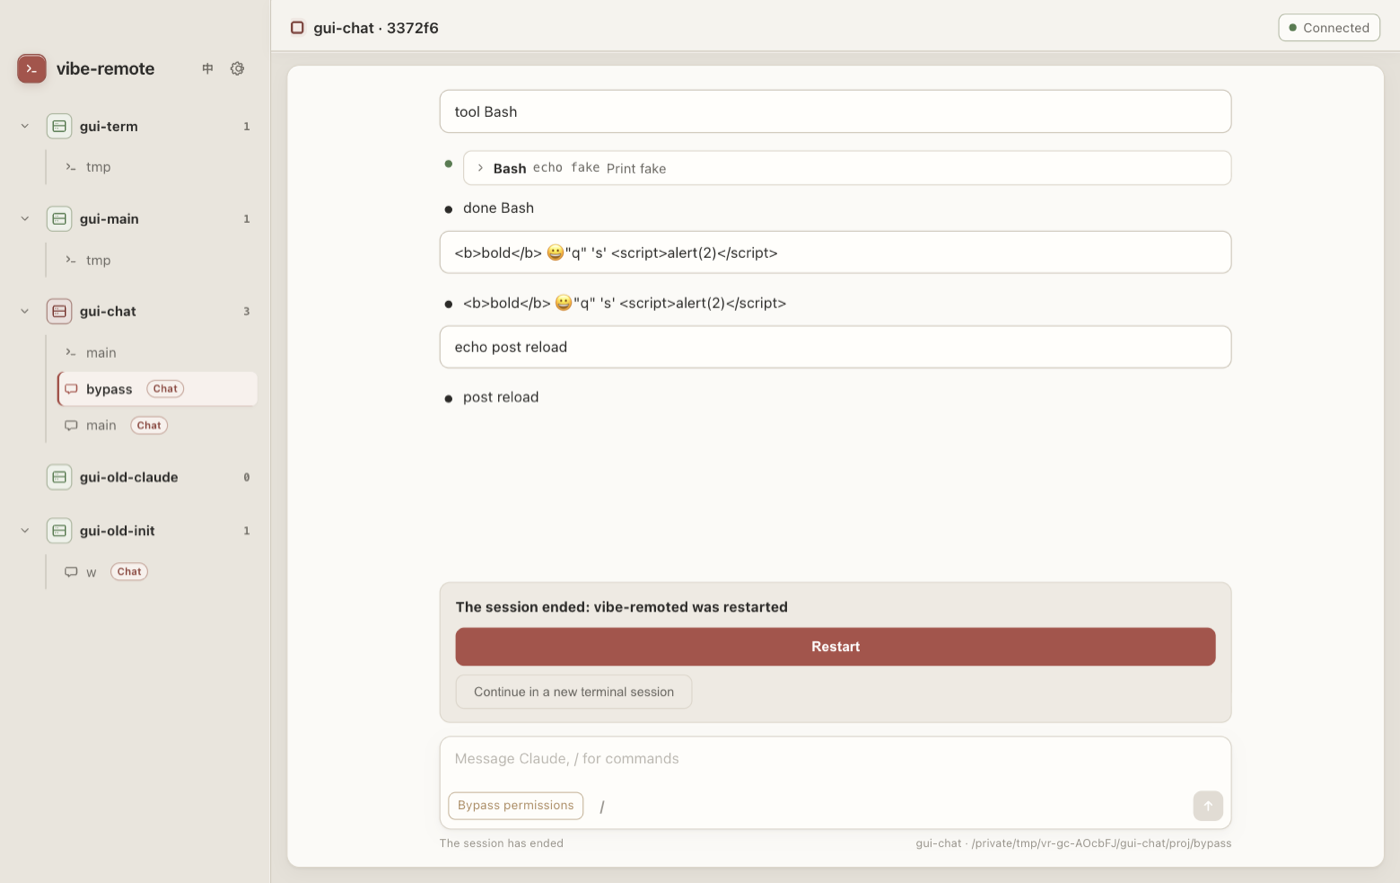 vibe-remote 中
gui-term 1
tmp
gui-main 1
tmp
gui-chat 3
main
bypass Chat
main Chat
gui-old-claude 0
gui-old-init 1
w Chat
gui-chat · 3372f6
Connected
tool Bash
Bash echo fake Print fake
done Bash
<b>bold</b> 😀"q" 's' <script>alert(2)</script>
<b>bold</b> 😀"q" 's' <script>alert(2)</script>
echo post reload
post reload
The session ended: vibe-remoted was restarted
Restart
Continue in a new terminal session
Message Claude, / for commands
Bypass permissions /
The session has ended
gui-chat · /private/tmp/vr-gc-AOcbFJ/gui-chat/proj/bypass